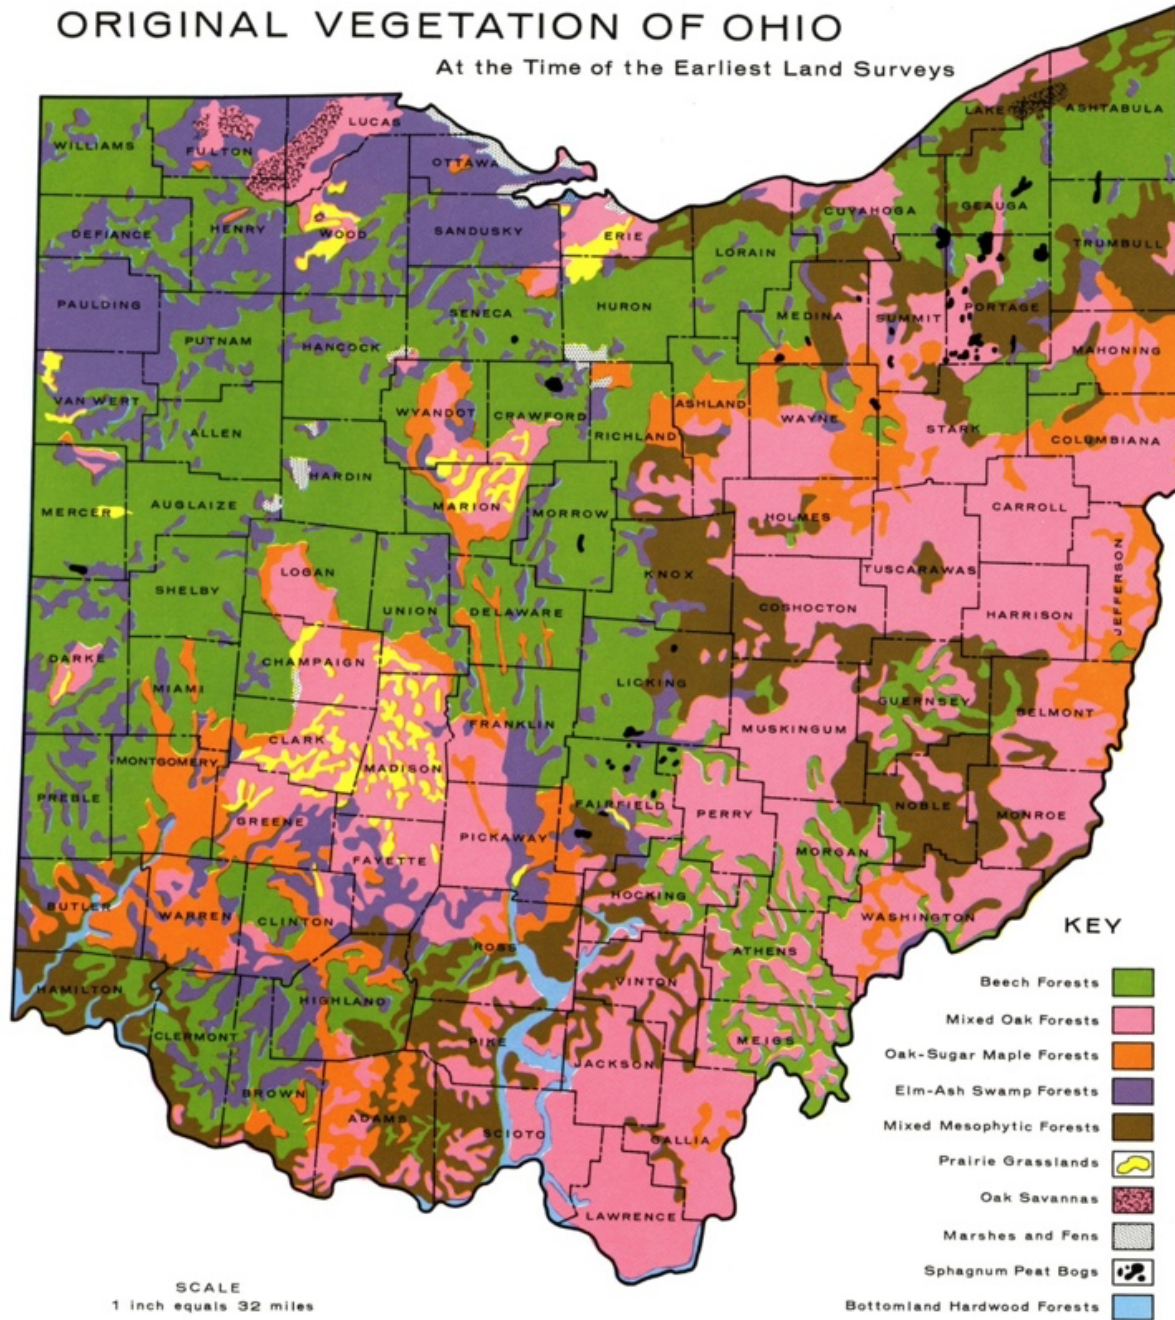 ORIGINAL VEGETATION OF OHIO
At the Time of the Earliest Land Surveys
WILLIAMS
FULTON
LUCAS
OTTAWA
LAKE
ASHTABULA
GEAUGA
CUYAHOGA
DEFIANCE
HENRY
WOOD
SANDUSKY
ERIE
LORAIN
TRUMBULL
PAULDING
PUTNAM
HANCOCK
SENECA
HURON
MEDINA
SUMMIT
PORTAGE
MAHONING
VAN WERT
ALLEN
WYANDOT
CRAWFORD
RICHLAND
ASHLAND
WAYNE
STARK
COLUMBIANA
MERCER
AUGLAIZE
HARDIN
MARION
MORROW
HOLMES
CARROLL
JEFFERSON
SHELBY
LOGAN
UNION
DELAWARE
KNOX
COSHOCTON
TUSCARAWAS
HARRISON
DARKE
MIAMI
CHAMPAIGN
CLARK
MADISON
FRANKLIN
LICKING
MUSKINGUM
GUERNSEY
BELMONT
PREBLE
MONTGOMERY
GREENE
FAYETTE
PICKAWAY
FAIRFIELD
PERRY
MORGAN
NOBLE
MONROE
BUTLER
WARREN
CLINTON
ROSS
HOCKING
ATHENS
WASHINGTON
HAMILTON
CLERMONT
HIGHLAND
PIKE
VINTON
JACKSON
MEIGS
BROWN
ADAMS
SCIOTO
GALLIA
LAWRENCE
KEY
Beech Forests
Mixed Oak Forests
Oak-Sugar Maple Forests
Elm-Ash Swamp Forests
Mixed Mesophytic Forests
Prairie Grasslands
Oak Savannas
Marshes and Fens
Sphagnum Peat Bogs
Bottomland Hardwood Forests
SCALE
1 inch equals 32 miles